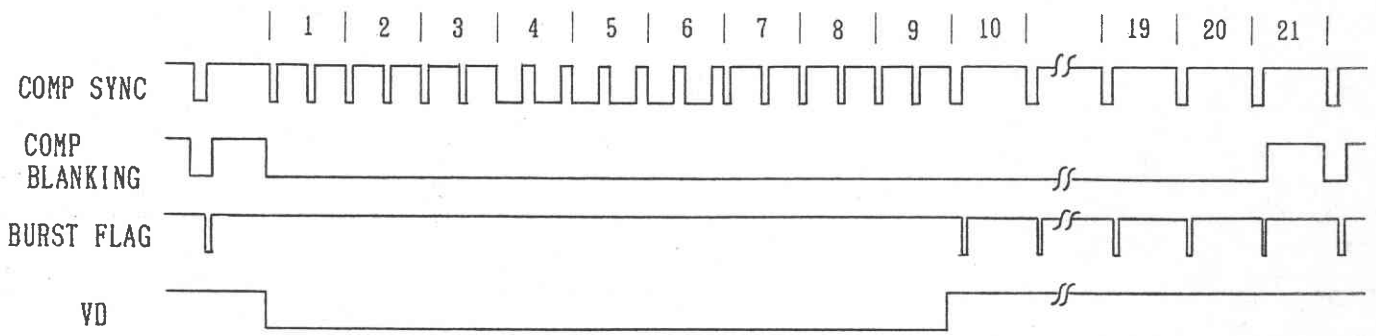 | 1 | 2 | 3 | 4 | 5 | 6 | 7 | 8 | 9 | 10 | | 19 | 20 | 21 |
COMP SYNC
COMP
BLANKING
BURST FLAG
VD